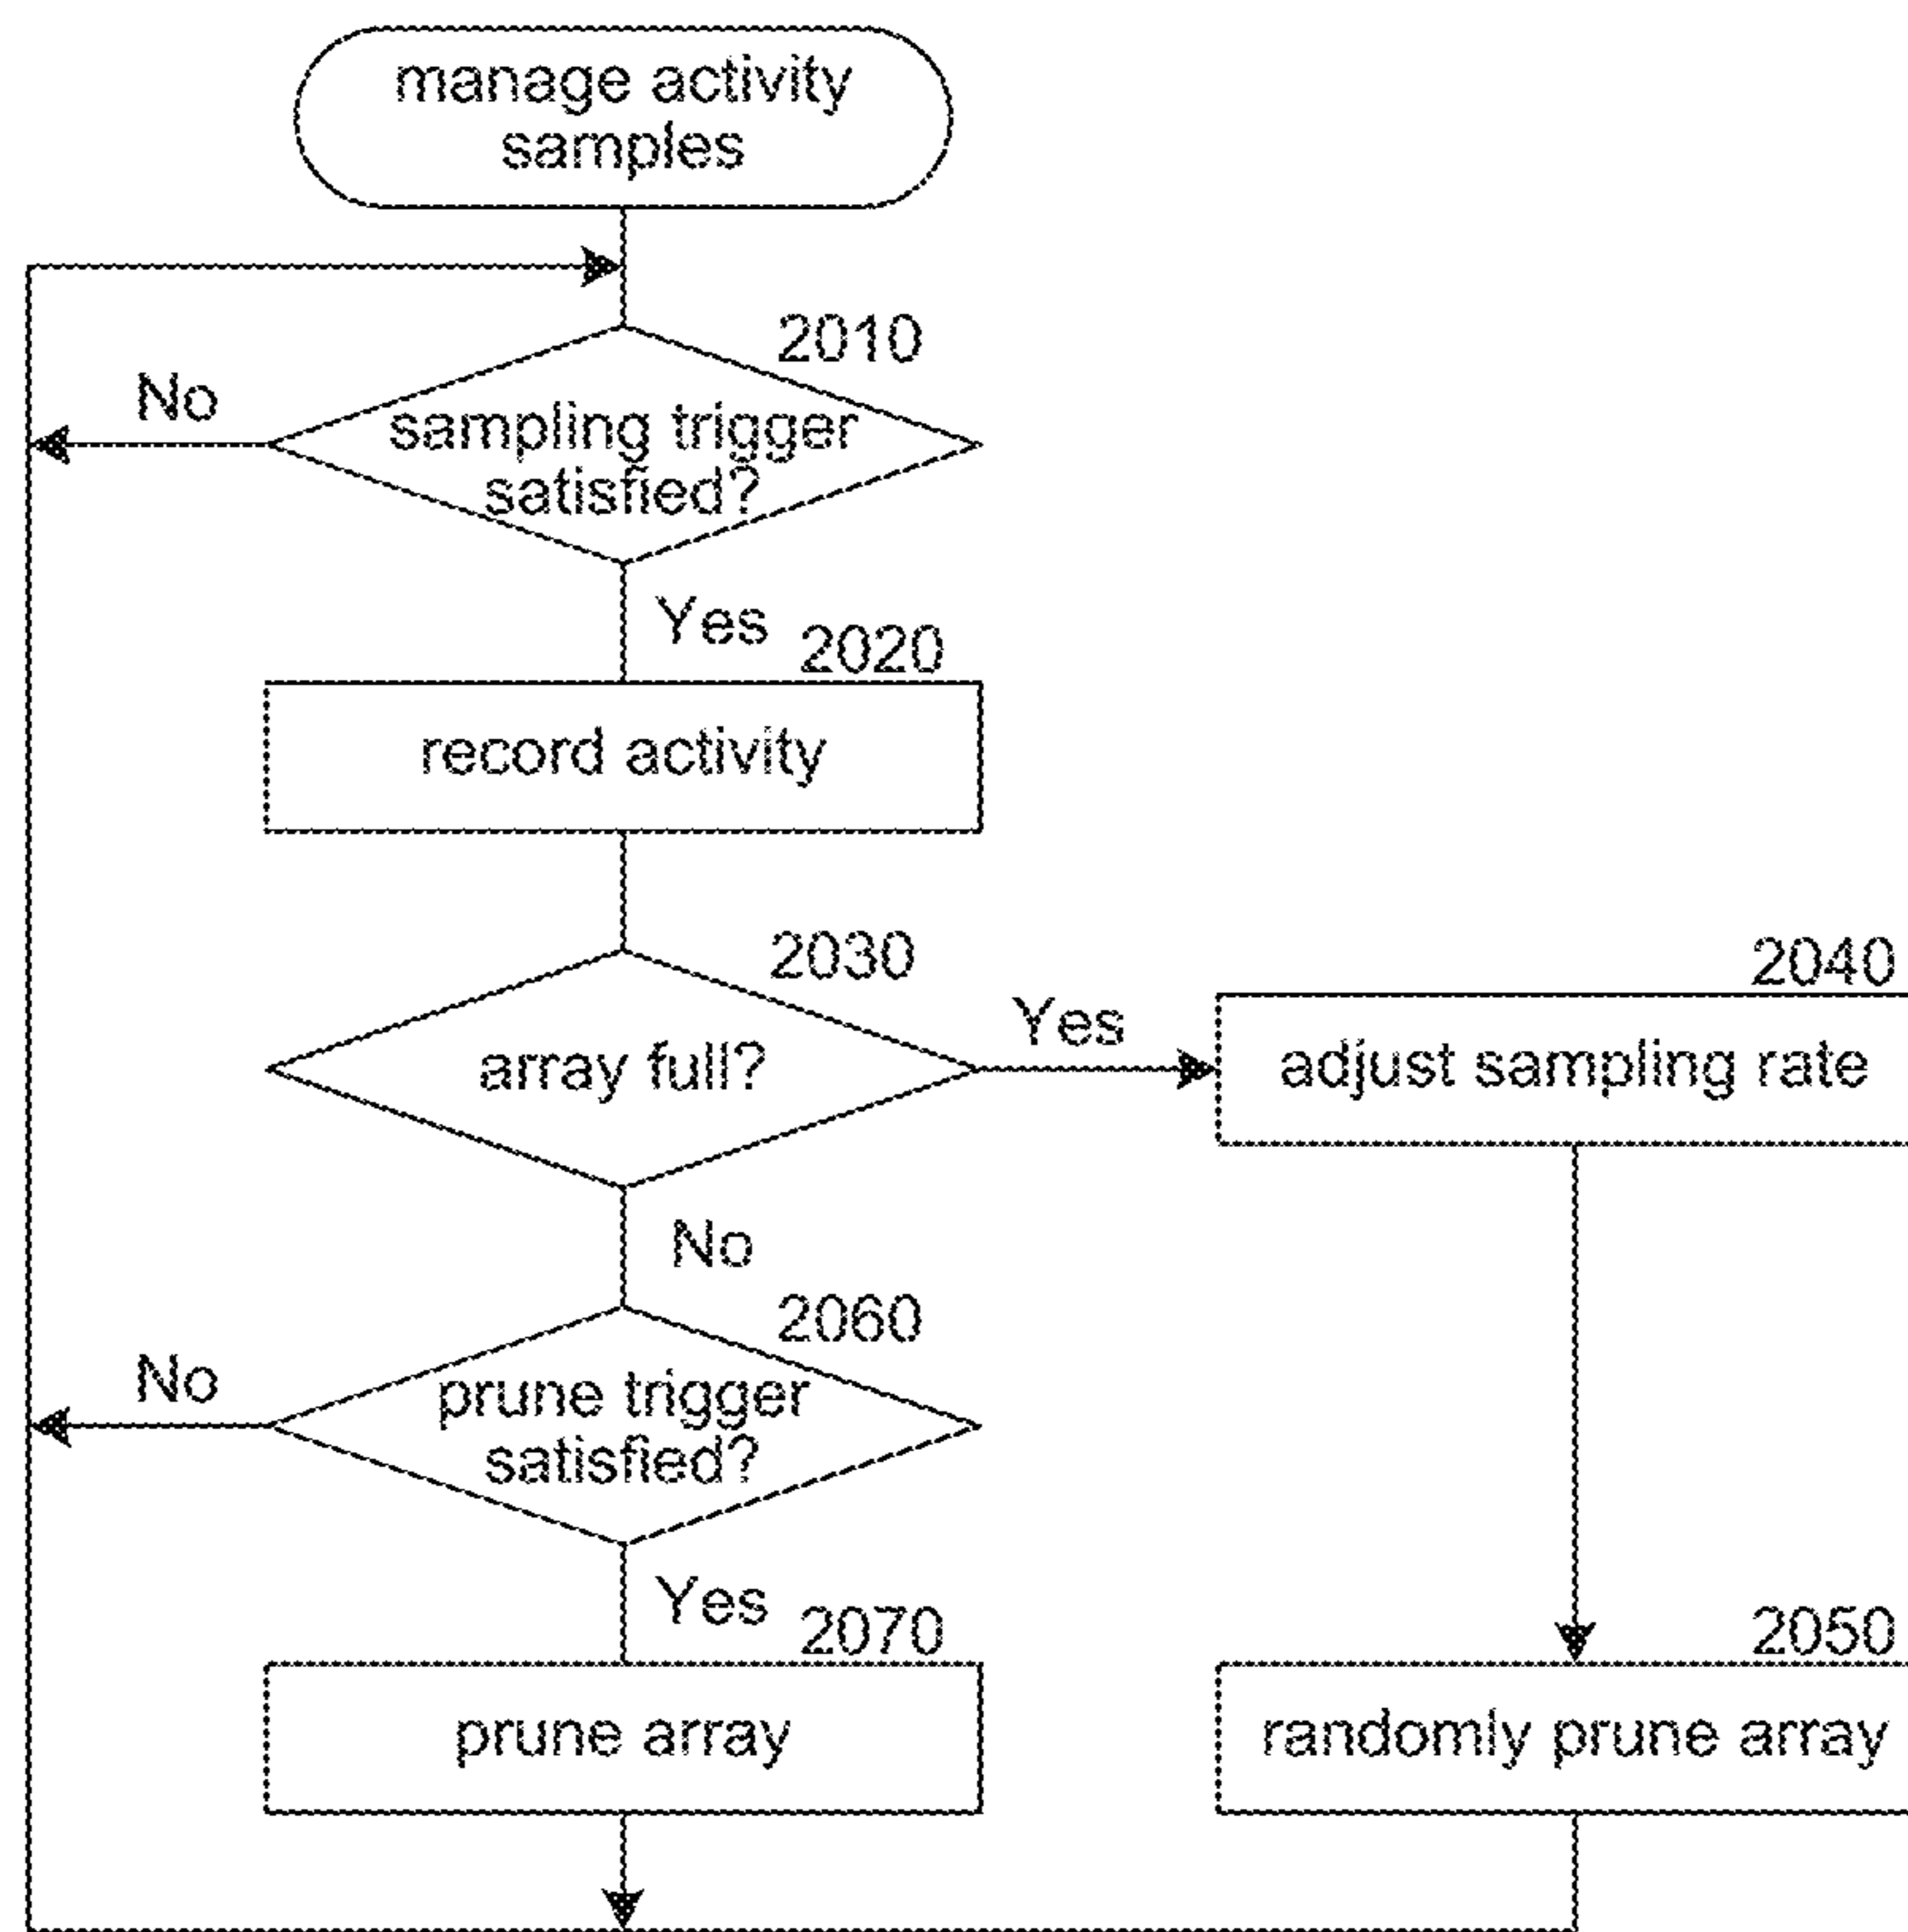 manage activity
samples
2010
No
sampling trigger
satisfied?
Yes
2020
record activity
2030
Yes
2040
array full?
adjust sampling rate
No
2060
No
prune trigger
satisfied?
Yes
2070
2050
prune array
randomly prune array